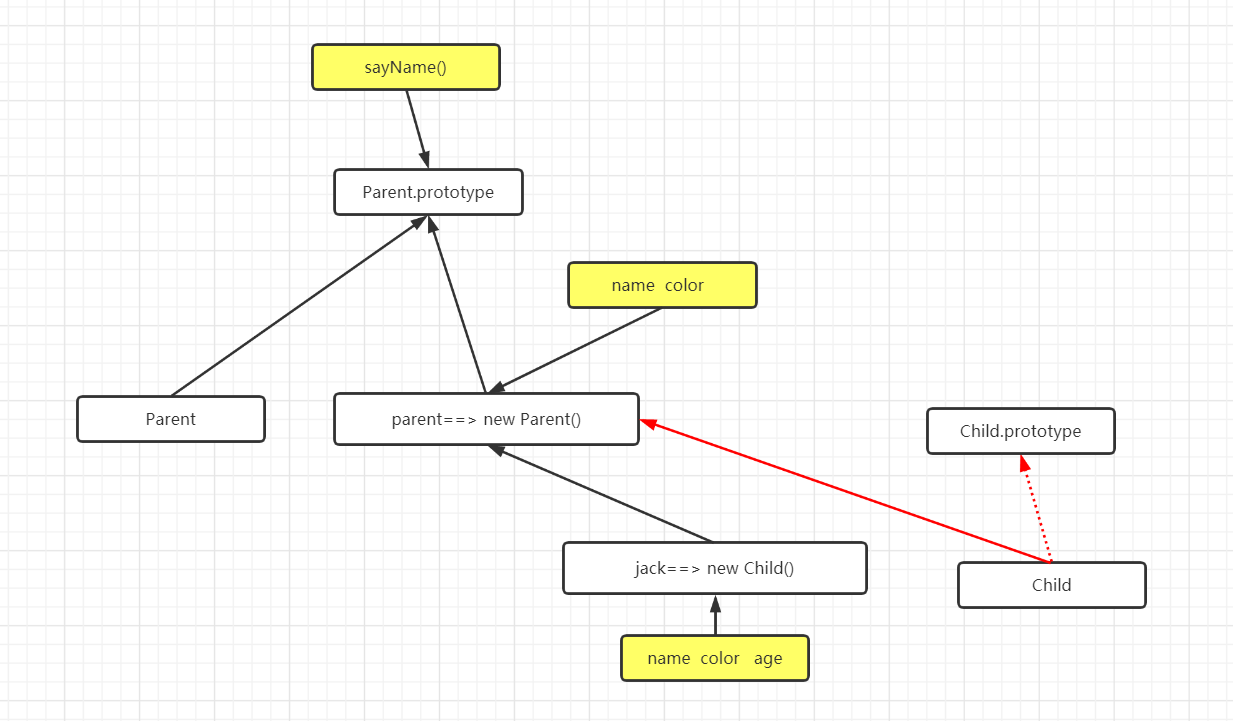 sayName()
Parent.prototype
name  color
Parent
parent==> new Parent()
Child.prototype
jack==> new Child()
Child
name  color   age